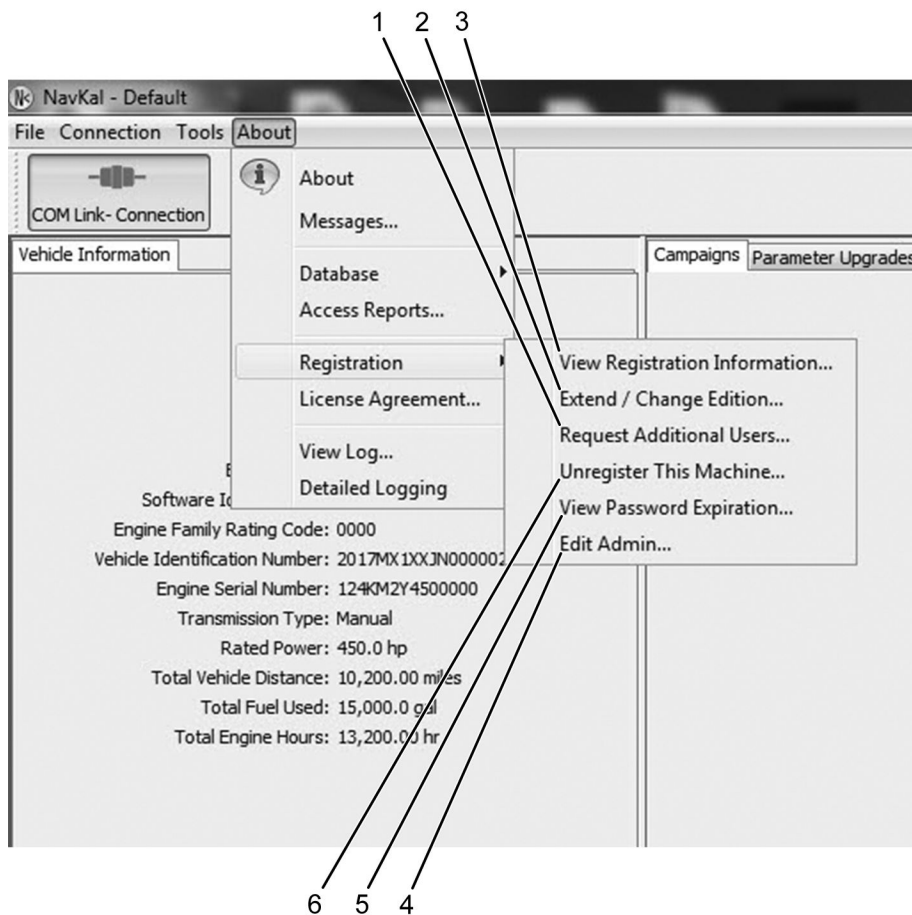 1 2 3
NavKal - Default
File Connection Tools About
COM Link- Connection
About
Messages...
Database
Access Reports...
Registration
License Agreement...
View Log...
Detailed Logging
View Registration Information...
Extend / Change Edition...
Request Additional Users...
Unregister This Machine...
View Password Expiration...
Edit Admin...
Vehicle Information
Campaigns Parameter Upgrades
Engine Family Rating Code: 0000
Vehicle Identification Number: 2017MX1XXJN000002
Engine Serial Number: 124KM2Y4500000
Transmission Type: Manual
Rated Power: 450.0 hp
Total Vehicle Distance: 10,200.00 miles
Total Fuel Used: 15,000.0 gal
Total Engine Hours: 13,200.00 hr
6 5 4